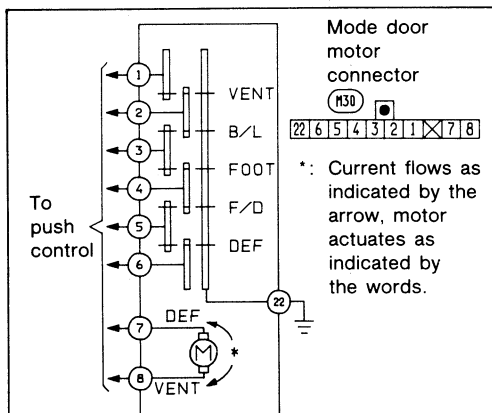 Mode door
motor
connector
M30
22 6 5 4 3 2 1 7 8
*: Current flows as
indicated by the
arrow, motor
actuates as
indicated by
the words.
To
push
control
1
2
3
4
5
6
7
8
VENT
B/L
FOOT
F/D
DEF
22
DEF
M
*
VENT